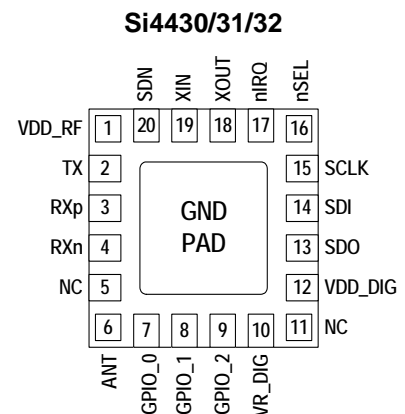 Si4430/31/32
SDN
XIN
XOUT
nIRQ
nSEL
VDD_RF
1
20
19
18
17
16
TX
2
15
SCLK
RXp
3
GND
14
SDI
RXn
4
PAD
13
SDO
NC
5
12
VDD_DIG
6
7
8
9
10
11
NC
ANT
GPIO_0
GPIO_1
GPIO_2
VR_DIG